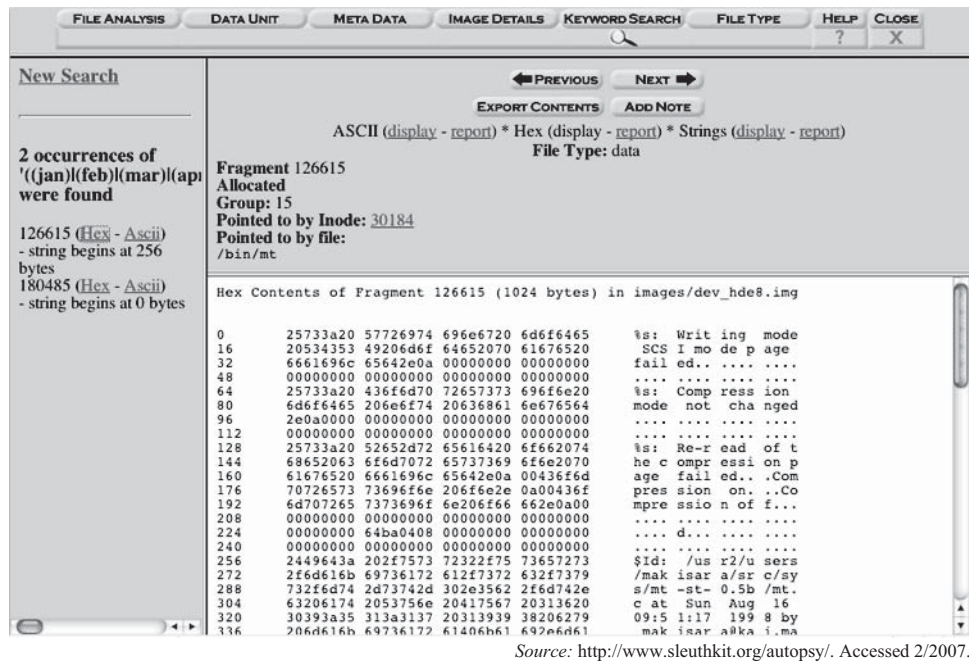 FILE ANALYSIS DATA UNIT META DATA IMAGE DETAILS KEYWORD SEARCH FILE TYPE HELP CLOSE
? X
New Search
2 occurrences of
'((jan)|(feb)|(mar)|(apr
were found
126615 (Hex - Ascii)
- string begins at 256
bytes
180485 (Hex - Ascii)
- string begins at 0 bytes
PREVIOUS NEXT
EXPORT CONTENTS ADD NOTE
ASCII (display - report) * Hex (display - report) * Strings (display - report)
File Type: data
Fragment 126615
Allocated
Group: 15
Pointed to by Inode: 30184
Pointed to by file:
/bin/mt
Hex Contents of Fragment 126615 (1024 bytes) in images/dev_hde8.img
0 25733a20 57726974 696e6720 6d6f6465 %s: Writ ing mode
16 20534353 49206d6f 64652070 61676520 SCS I mo de p age
32 6661696c 65642e0a 00000000 00000000 fail ed.. .... ....
48 00000000 00000000 00000000 00000000 .... .... .... ....
64 25733a20 436f6d70 72657373 696f6e20 %s: Comp ress ion
80 6d6f6465 206e6f74 20636861 6e676564 mode not cha nged
96 2e0a0000 00000000 00000000 00000000 .... .... .... ....
112 00000000 00000000 00000000 00000000 .... .... .... ....
128 25733a20 52652d72 65616420 6f662074 %s: Re-r ead of t
144 68652063 6f6d7072 65737369 6f6e2070 he c ompr essi on p
160 61676520 6661696c 65642e0a 00436f6d age fail ed.. .Com
176 70726573 73696f6e 206f6e2e 0a00436f pres sion on. ..Co
192 6d707265 7373696f 6e206f66 662e0a00 mpre ssio n of f...
208 00000000 00000000 00000000 00000000 .... .... .... ....
224 00000000 64ba0408 00000000 00000000 .... d... .... ....
240 00000000 00000000 00000000 00000000 .... .... .... ....
256 2449643a 202f7573 72322f75 73657273 $Id: /us r2/u sers
272 2f6d616b 69736172 612f7372 632f7379 /mak isar a/sr c/sy
288 732f6d74 2d73742d 302e3562 2f6d742e s/mt -st- 0.5b /mt.
304 63206174 2053756e 20417567 20313620 c at Sun Aug 16
320 30393a35 313a3137 20313939 38206279 09:5 1:17 199 8 by
336 206d616b 69736172 61406b61 692e6d61 mak isar a@ka i.ma
Source: http://www.sleuthkit.org/autopsy/. Accessed 2/2007.